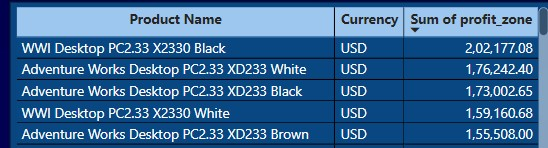 Product Name Currency Sum of profit_zone
WWI Desktop PC2.33 X2330 Black USD 2,02,177.08
Adventure Works Desktop PC2.33 XD233 White USD 1,76,242.40
Adventure Works Desktop PC2.33 XD233 Black USD 1,73,002.65
WWI Desktop PC2.33 X2330 White USD 1,59,160.68
Adventure Works Desktop PC2.33 XD233 Brown USD 1,55,508.00